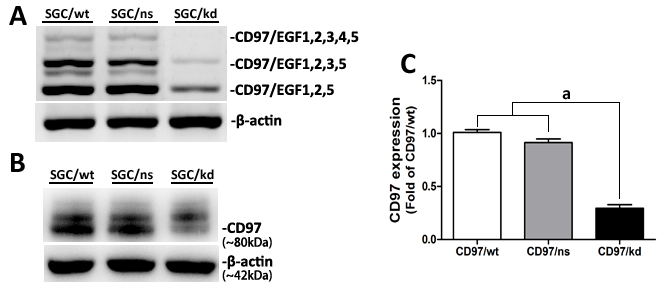 A
SGC/wt SGC/ns SGC/kd
-CD97/EGF1,2,3,4,5
-CD97/EGF1,2,3,5
-CD97/EGF1,2,5
-β-actin
B
SGC/wt SGC/ns SGC/kd
-CD97
(~80kDa)
-β-actin
(~42kDa)
C
CD97 expression
(Fold of CD97/wt)
1.5
1.0
0.5
0.0
a
CD97/wt CD97/ns CD97/kd